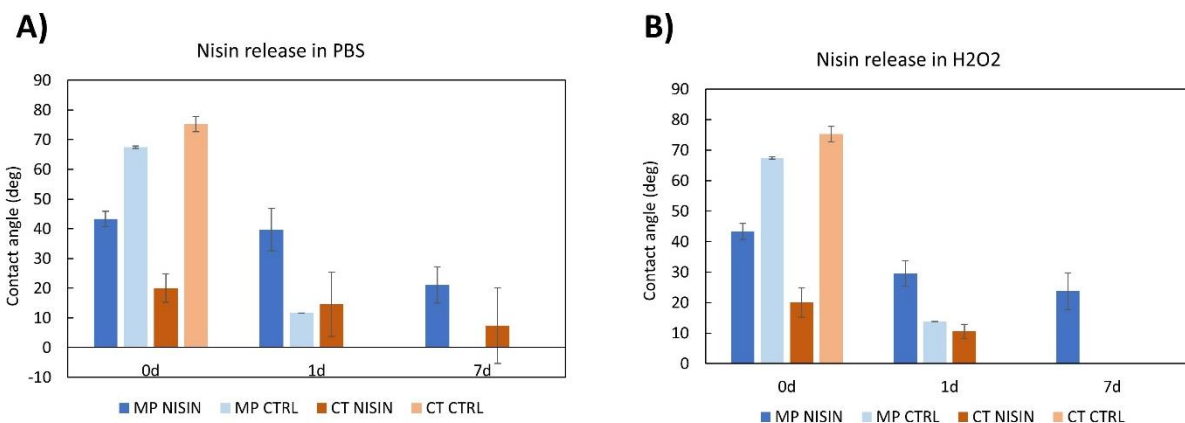 A)
Nisin release in PBS
Contact angle (deg)
90
80
70
60
50
40
30
20
10
0
-10
0d 1d 7d
MP NISIN MP CTRL CT NISIN CT CTRL
B)
Nisin release in H2O2
Contact angle (deg)
90
80
70
60
50
40
30
20
10
0
0d 1d 7d
MP NISIN MP CTRL CT NISIN CT CTRL